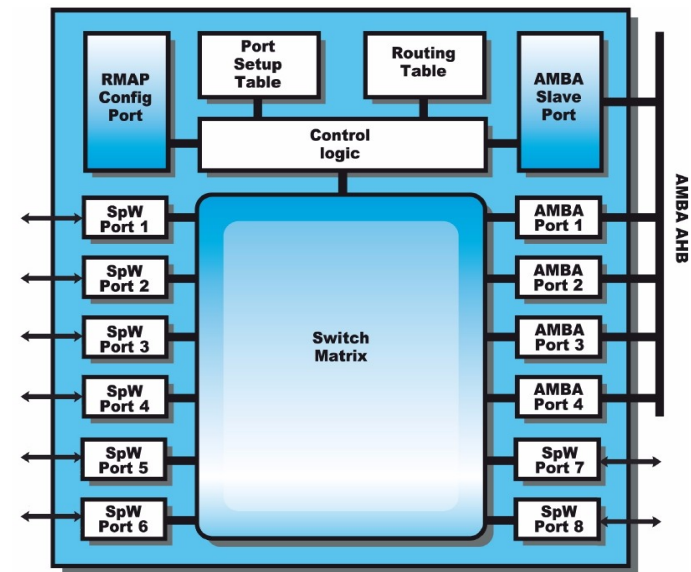 RMAP
Config
Port
Port
Setup
Table
Routing
Table
AMBA
Slave
Port
Control
logic
AMBA AHB
SpW
Port 1
SpW
Port 2
SpW
Port 3
SpW
Port 4
SpW
Port 5
SpW
Port 6
Switch
Matrix
AMBA
Port 1
AMBA
Port 2
AMBA
Port 3
AMBA
Port 4
SpW
Port 7
SpW
Port 8